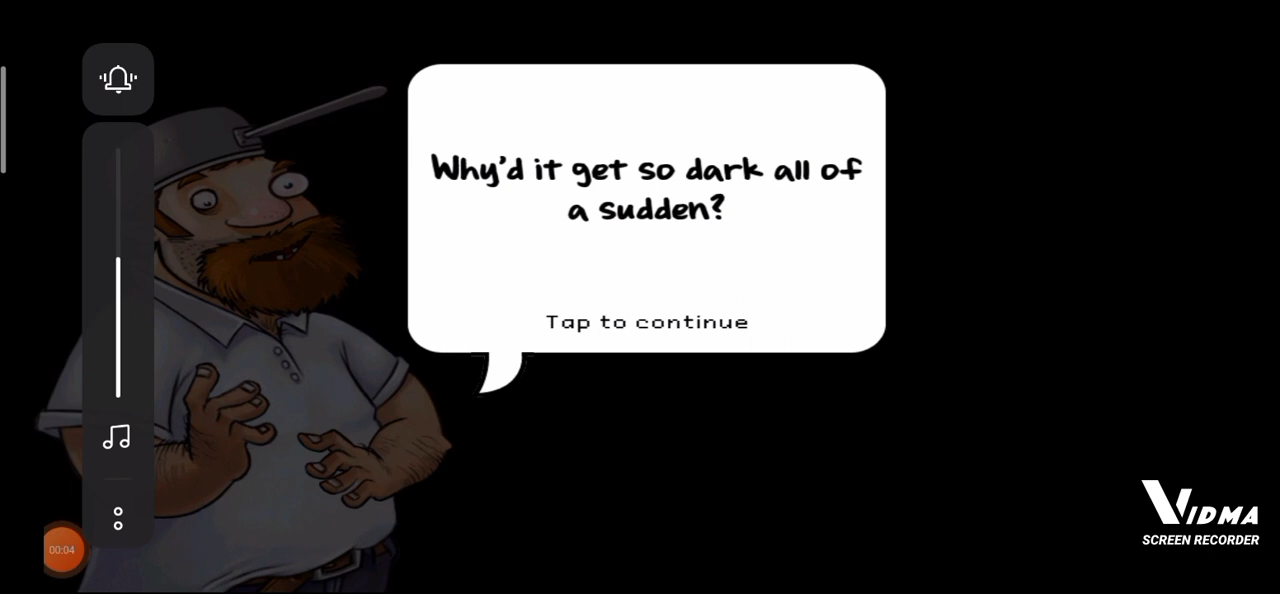 Why'd it get so dark all of
a sudden?
Tap to continue
00:04
VIDMA
SCREEN RECORDER